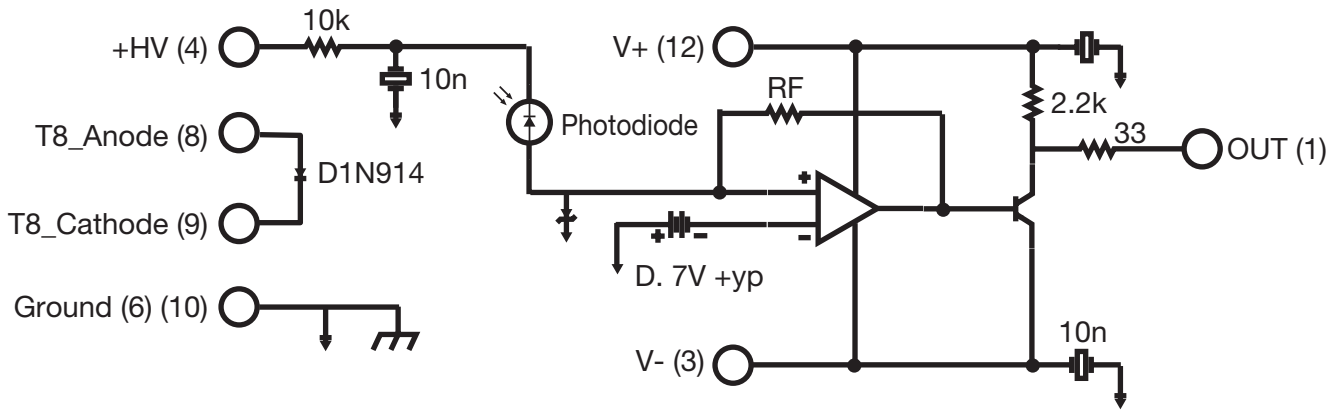 10k
+HV (4)
10n
T8_Anode (8)
D1N914
T8_Cathode (9)
Ground (6) (10)
Photodiode
V+ (12)
RF
2.2k
33
OUT (1)
+
-
+ -
D. 7V +yp
V- (3)
10n